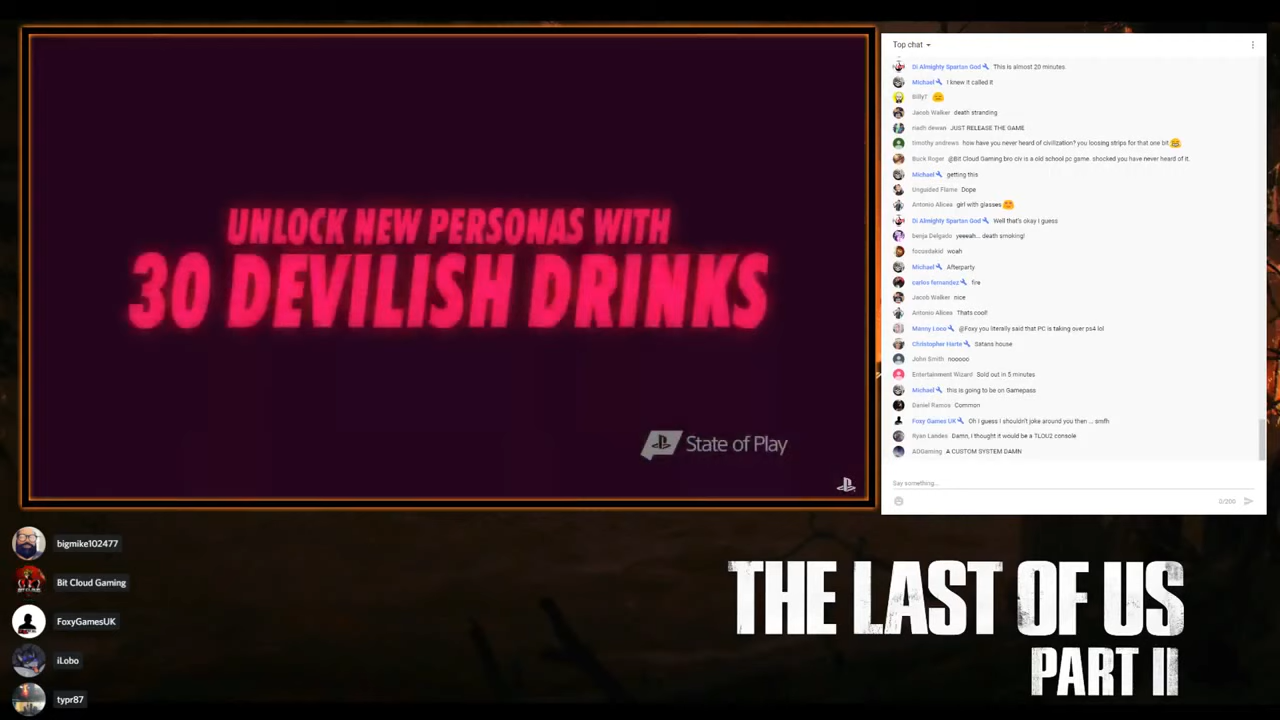 NEW PERSONAS WITH
30 DEVILISH DRINKS
State of Play
Top chat
Di Almighty Spartan God This is almost 20 minutes.
Michael I knew it called it
BillyT
Jacob Walker death stranding
riadh dewan JUST RELEASE THE GAME
timothy andrews how have you never heard of civilization? you loosing strips for that one bit
Buck Roger @Bit Cloud Gaming bro civ is a old school pc game. shocked you have never heard of it.
Michael getting this
Unguided Flame Dope
Antonio Alicea girl with glasses
Di Almighty Spartan God Well that's okay I guess
benja Delgado yeeeah... death smoking!
focusdakid woah
Michael Afterparty
carlos fernandez fire
Jacob Walker nice
Antonio Alicea Thats cool!
Manny Loco @Foxy you literally said that PC is taking over ps4 lol
Christopher Harte Satans house
John Smith nooooo
Entertainment Wizard Sold out in 5 minutes
Michael this is going to be on Gamepass
Daniel Ramos Common
Foxy Games UK Oh I guess I shouldn't joke around you then ... smfh
Ryan Landes Damn, I thought it would be a TLOU2 console
ADGaming A CUSTOM SYSTEM DAMN
Say something...
0/200
bigmike102477
Bit Cloud Gaming
FoxyGamesUK
iLobo
typr87
THE LAST OF US
PART II